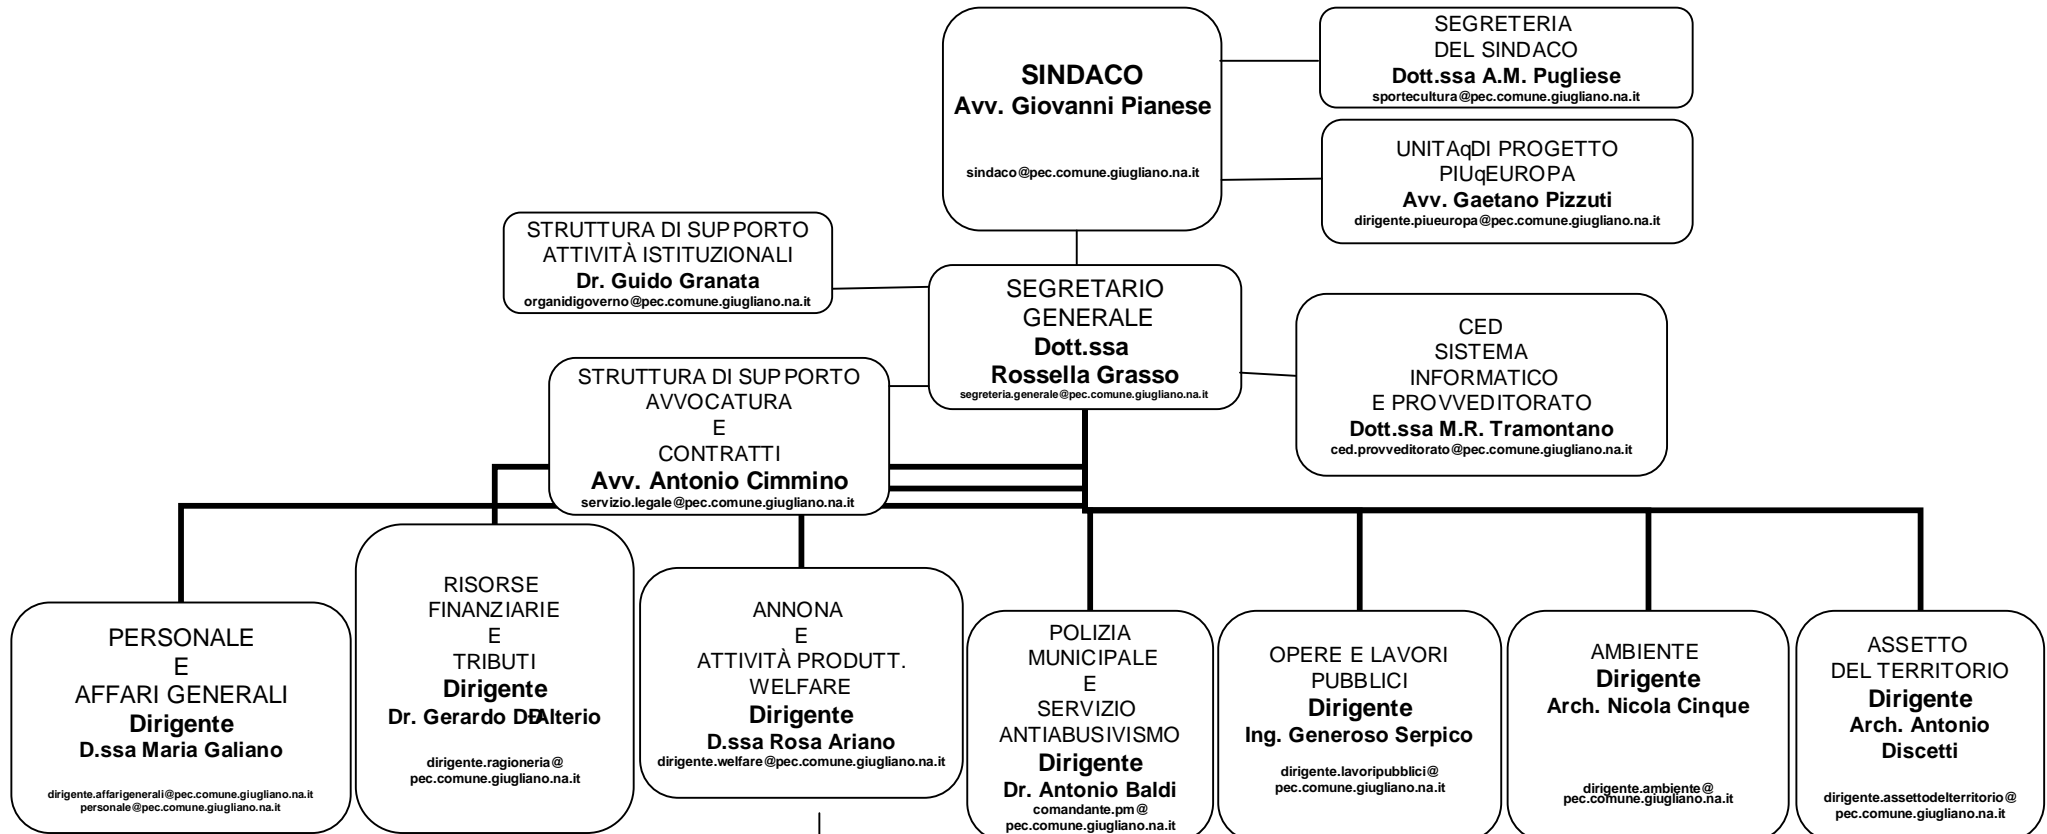 SINDACO
Avv. Giovanni Pianese
sindaco@pec.comune.giugliano.na.it
SEGRETERIA
DEL SINDACO
Dott.ssa A.M. Pugliese
sportecultura@pec.comune.giugliano.na.it
UNITAqDI PROGETTO
PIUqEUROPA
Avv. Gaetano Pizzuti
dirigente.piueuropa@pec.comune.giugliano.na.it
STRUTTURA DI SUPPORTO
ATTIVITÀ ISTITUZIONALI
Dr. Guido Granata
organidigoverno@pec.comune.giugliano.na.it
SEGRETARIO
GENERALE
Dott.ssa
Rossella Grasso
segreteria.generale@pec.comune.giugliano.na.it
CED
SISTEMA
INFORMATICO
E PROVVEDITORATO
Dott.ssa M.R. Tramontano
ced.provveditorato@pec.comune.giugliano.na.it
STRUTTURA DI SUPPORTO
AVVOCATURA
E
CONTRATTI
Avv. Antonio Cimmino
servizio.legale@pec.comune.giugliano.na.it
PERSONALE
E
AFFARI GENERALI
Dirigente
D.ssa Maria Galiano
dirigente.affarigenerali@pec.comune.giugliano.na.it
personale@pec.comune.giugliano.na.it
RISORSE
FINANZIARIE
E
TRIBUTI
Dirigente
Dr. Gerardo DÐAlterio
dirigente.ragioneria@
pec.comune.giugliano.na.it
ANNONA
E
ATTIVITÀ PRODUTT.
WELFARE
Dirigente
D.ssa Rosa Ariano
dirigente.welfare@pec.comune.giugliano.na.it
POLIZIA
MUNICIPALE
E
SERVIZIO
ANTIABUSIVISMO
Dirigente
Dr. Antonio Baldi
comandante.pm@
pec.comune.giugliano.na.it
OPERE E LAVORI
PUBBLICI
Dirigente
Ing. Generoso Serpico
dirigente.lavoripubblici@
pec.comune.giugliano.na.it
AMBIENTE
Dirigente
Arch. Nicola Cinque
dirigente.ambiente@
pec.comune.giugliano.na.it
ASSETTO
DEL TERRITORIO
Dirigente
Arch. Antonio
Discetti
dirigente.assettodelterritorio@
pec.comune.giugliano.na.it